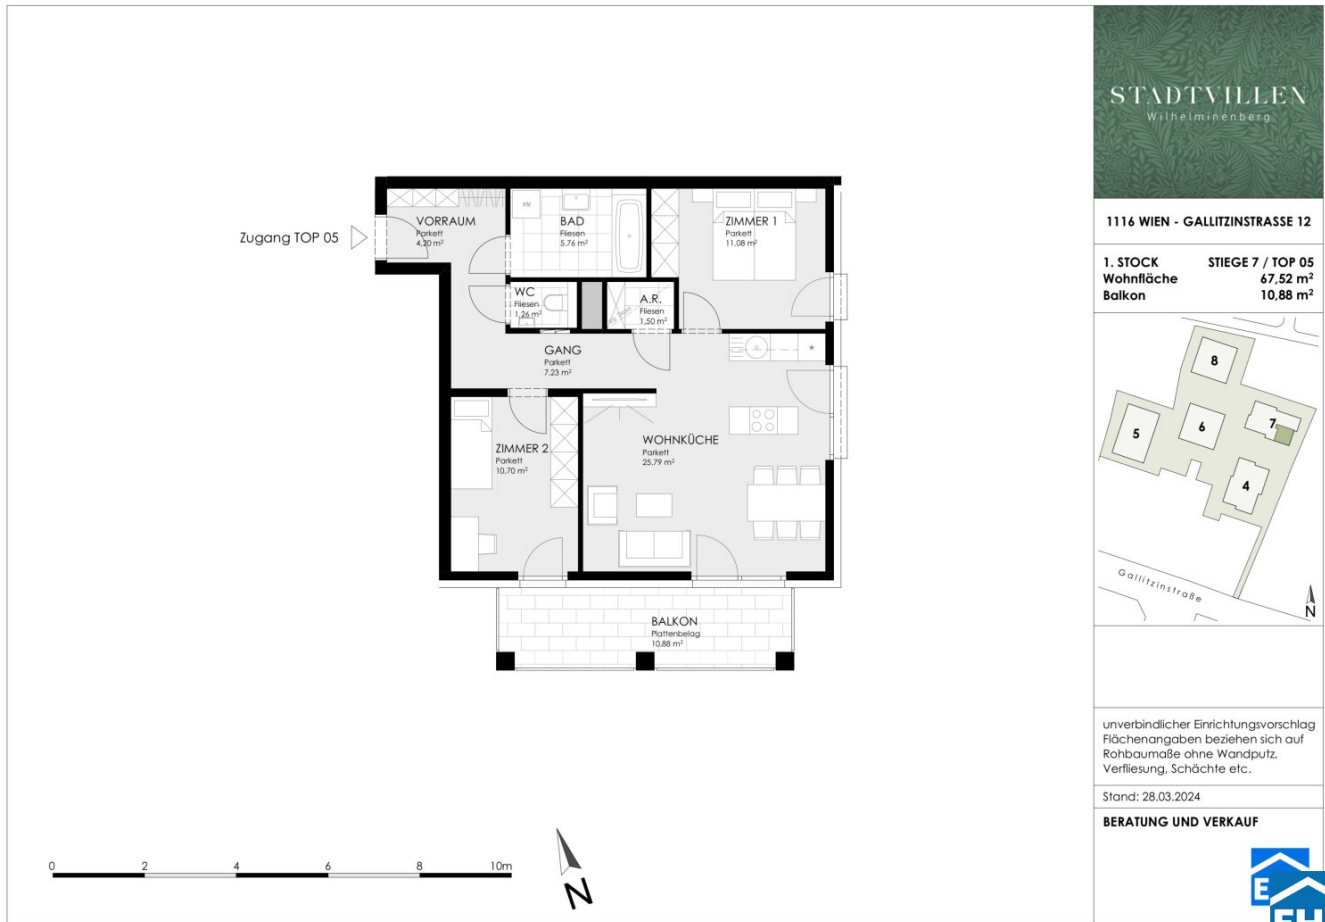 Zugang TOP 05
VORRAUM
Parkett
4,20 m²
WM
BAD
Fliesen
5,76 m²
ZIMMER 1
Parkett
11,08 m²
WC
Fliesen
1,26 m²
A.R.
Fliesen
1,50 m²
GANG
Parkett
7,23 m²
*
ZIMMER 2
Parkett
10,70 m²
WOHNKÜCHE
Parkett
25,79 m²
BALKON
Plattenbelag
10,88 m²
0 2 4 6 8 10m
N
STADTVILLEN
Wilhelminenberg
1116 WIEN - GALLITZINSTRASSE 12
1. STOCK STIEGE 7 / TOP 05
Wohnfläche 67,52 m²
Balkon 10,88 m²
8
5
6
7
4
Gallitzinstraße
N
unverbindlicher Einrichtungsvorschlag
Flächenangaben beziehen sich auf
Rohbaumaße ohne Wandputz,
Verfliesung, Schächte etc.
Stand: 28.03.2024
BERATUNG UND VERKAUF
E
EH